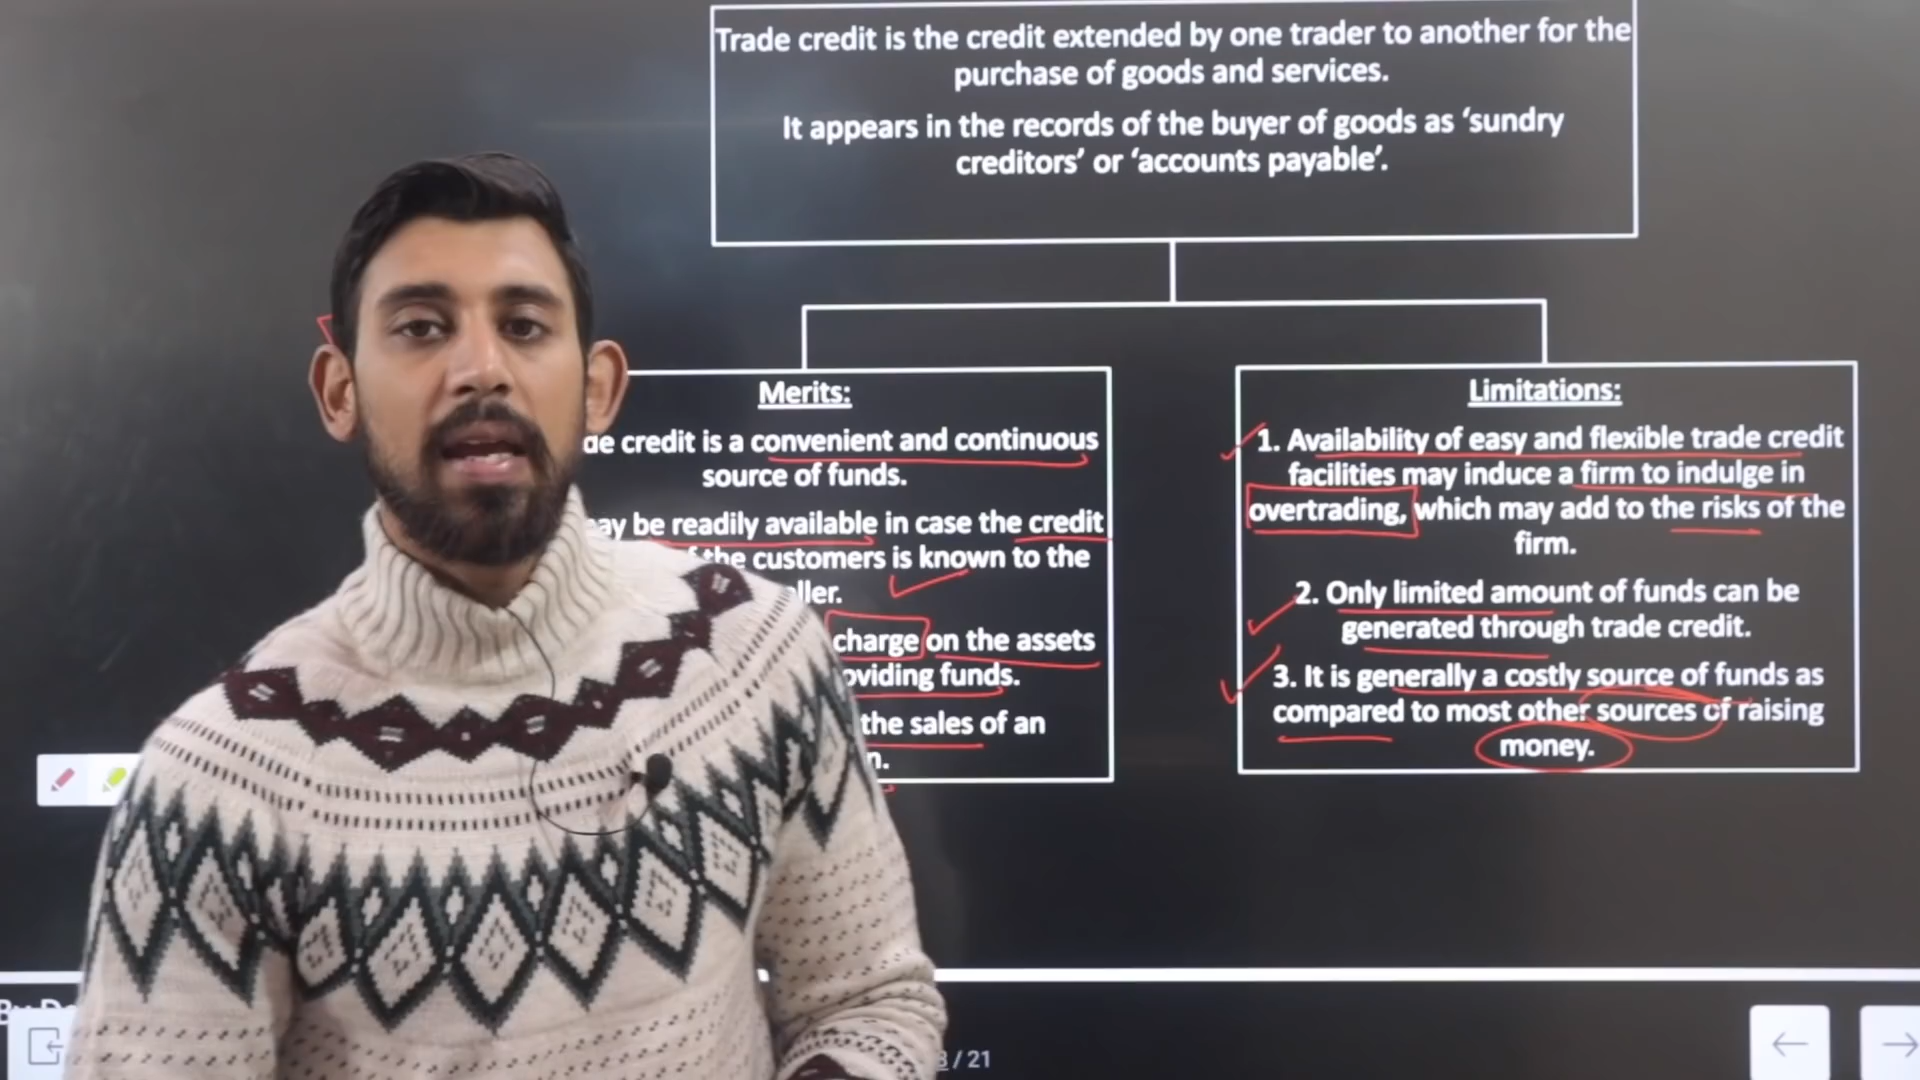 Trade credit is the credit extended by one trader to another for the
purchase of goods and services.
It appears in the records of the buyer of goods as ‘sundry
creditors’ or ‘accounts payable’.
Merits:
credit is a convenient and continuous
source of funds.
be readily available in case the credit
the customers is known to the
charge on the assets
funds.
the sales of an
Limitations:
1. Availability of easy and flexible trade credit
facilities may induce a firm to indulge in
overtrading, which may add to the risks of the
firm.
2. Only limited amount of funds can be
generated through trade credit.
3. It is generally a costly source of funds as
compared to most other sources of raising
money.
By
/ 21